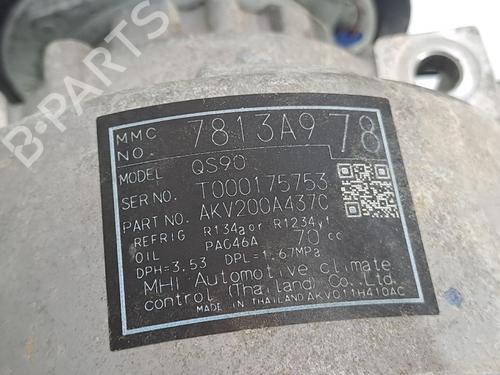 B-PARTS
MMC NO 7813A978
MODEL QS90
SER NO. T000175753
PART NO. AKV200A437C
REFRIG R134a or R1234yf
OIL PAG46A 70 cc
DPH=3.53 DPL=1.67MPa
MHI Automotive climate
control (Thailand) Co.,Ltd.
MADE IN THAILAND AKV011H410AC